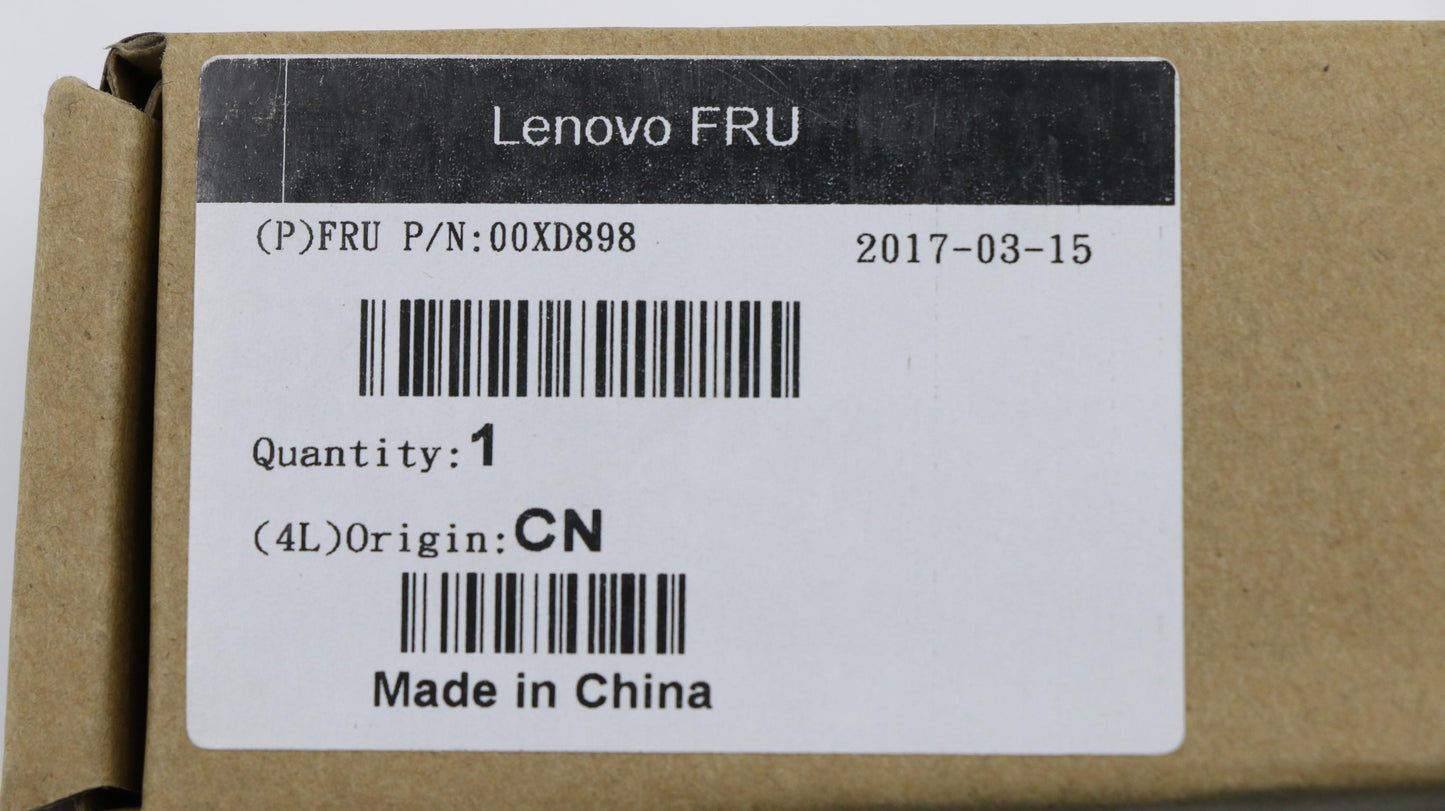 Lenovo FRU
(P)FRU P/N:00XD898 2017-03-15
Quantity:1
(4L)Origin:CN
Made in China